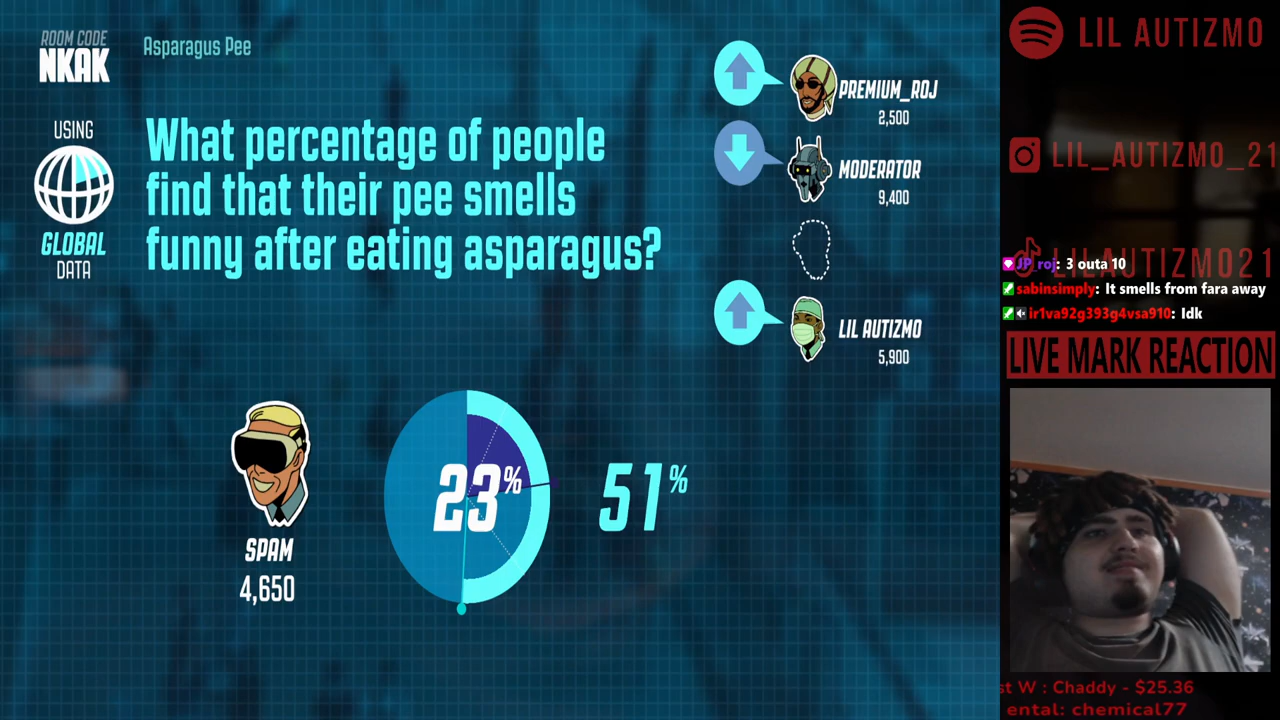 ROOM CODE
NKAK
Asparagus Pee
USING
GLOBAL
DATA
What percentage of people
find that their pee smells
funny after eating asparagus?
PREMIUM_ROJ
2,500
MODERATOR
9,400
LIL AUTIZMO
5,900
SPAM
4,650
23%
51%
LIL AUTIZMO
LIL_AUTIZMO_21
LILAUTIZMO21
JP_roj: 3 outa 10
sabinsimply: It smells from fara away
ir1va92g393g4vsa910: Idk
LIVE MARK REACTION
st W : Chaddy - $25.36
ental: chemical77